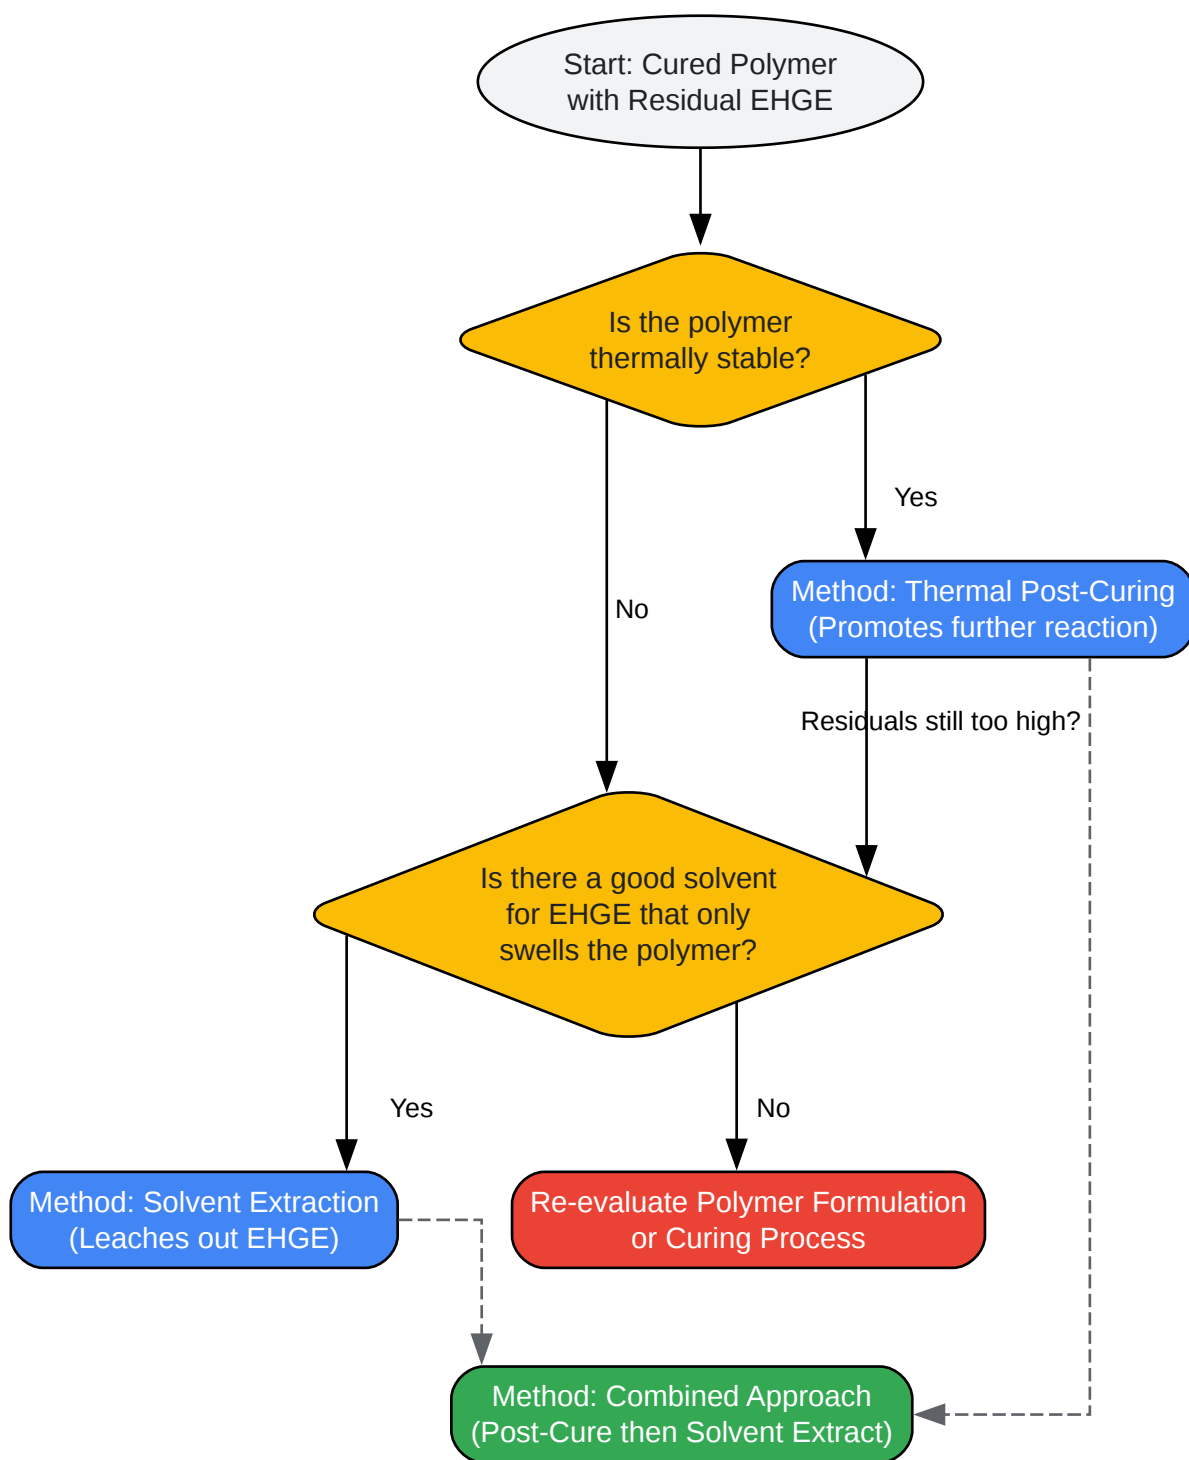 Start: Cured Polymer
with Residual EHGE
Is the polymer
thermally stable?
Yes
Method: Thermal Post-Curing
(Promotes further reaction)
No
Residuals still too high?
Is there a good solvent
for EHGE that only
swells the polymer?
Yes
No
Method: Solvent Extraction
(Leaches out EHGE)
Re-evaluate Polymer Formulation
or Curing Process
Method: Combined Approach
(Post-Cure then Solvent Extract)